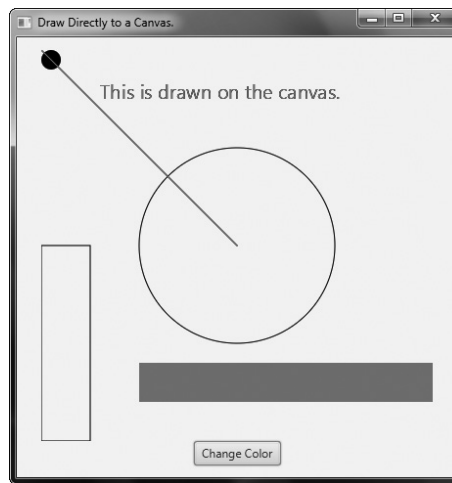 Draw Directly to a Canvas.
This is drawn on the canvas.
Change Color